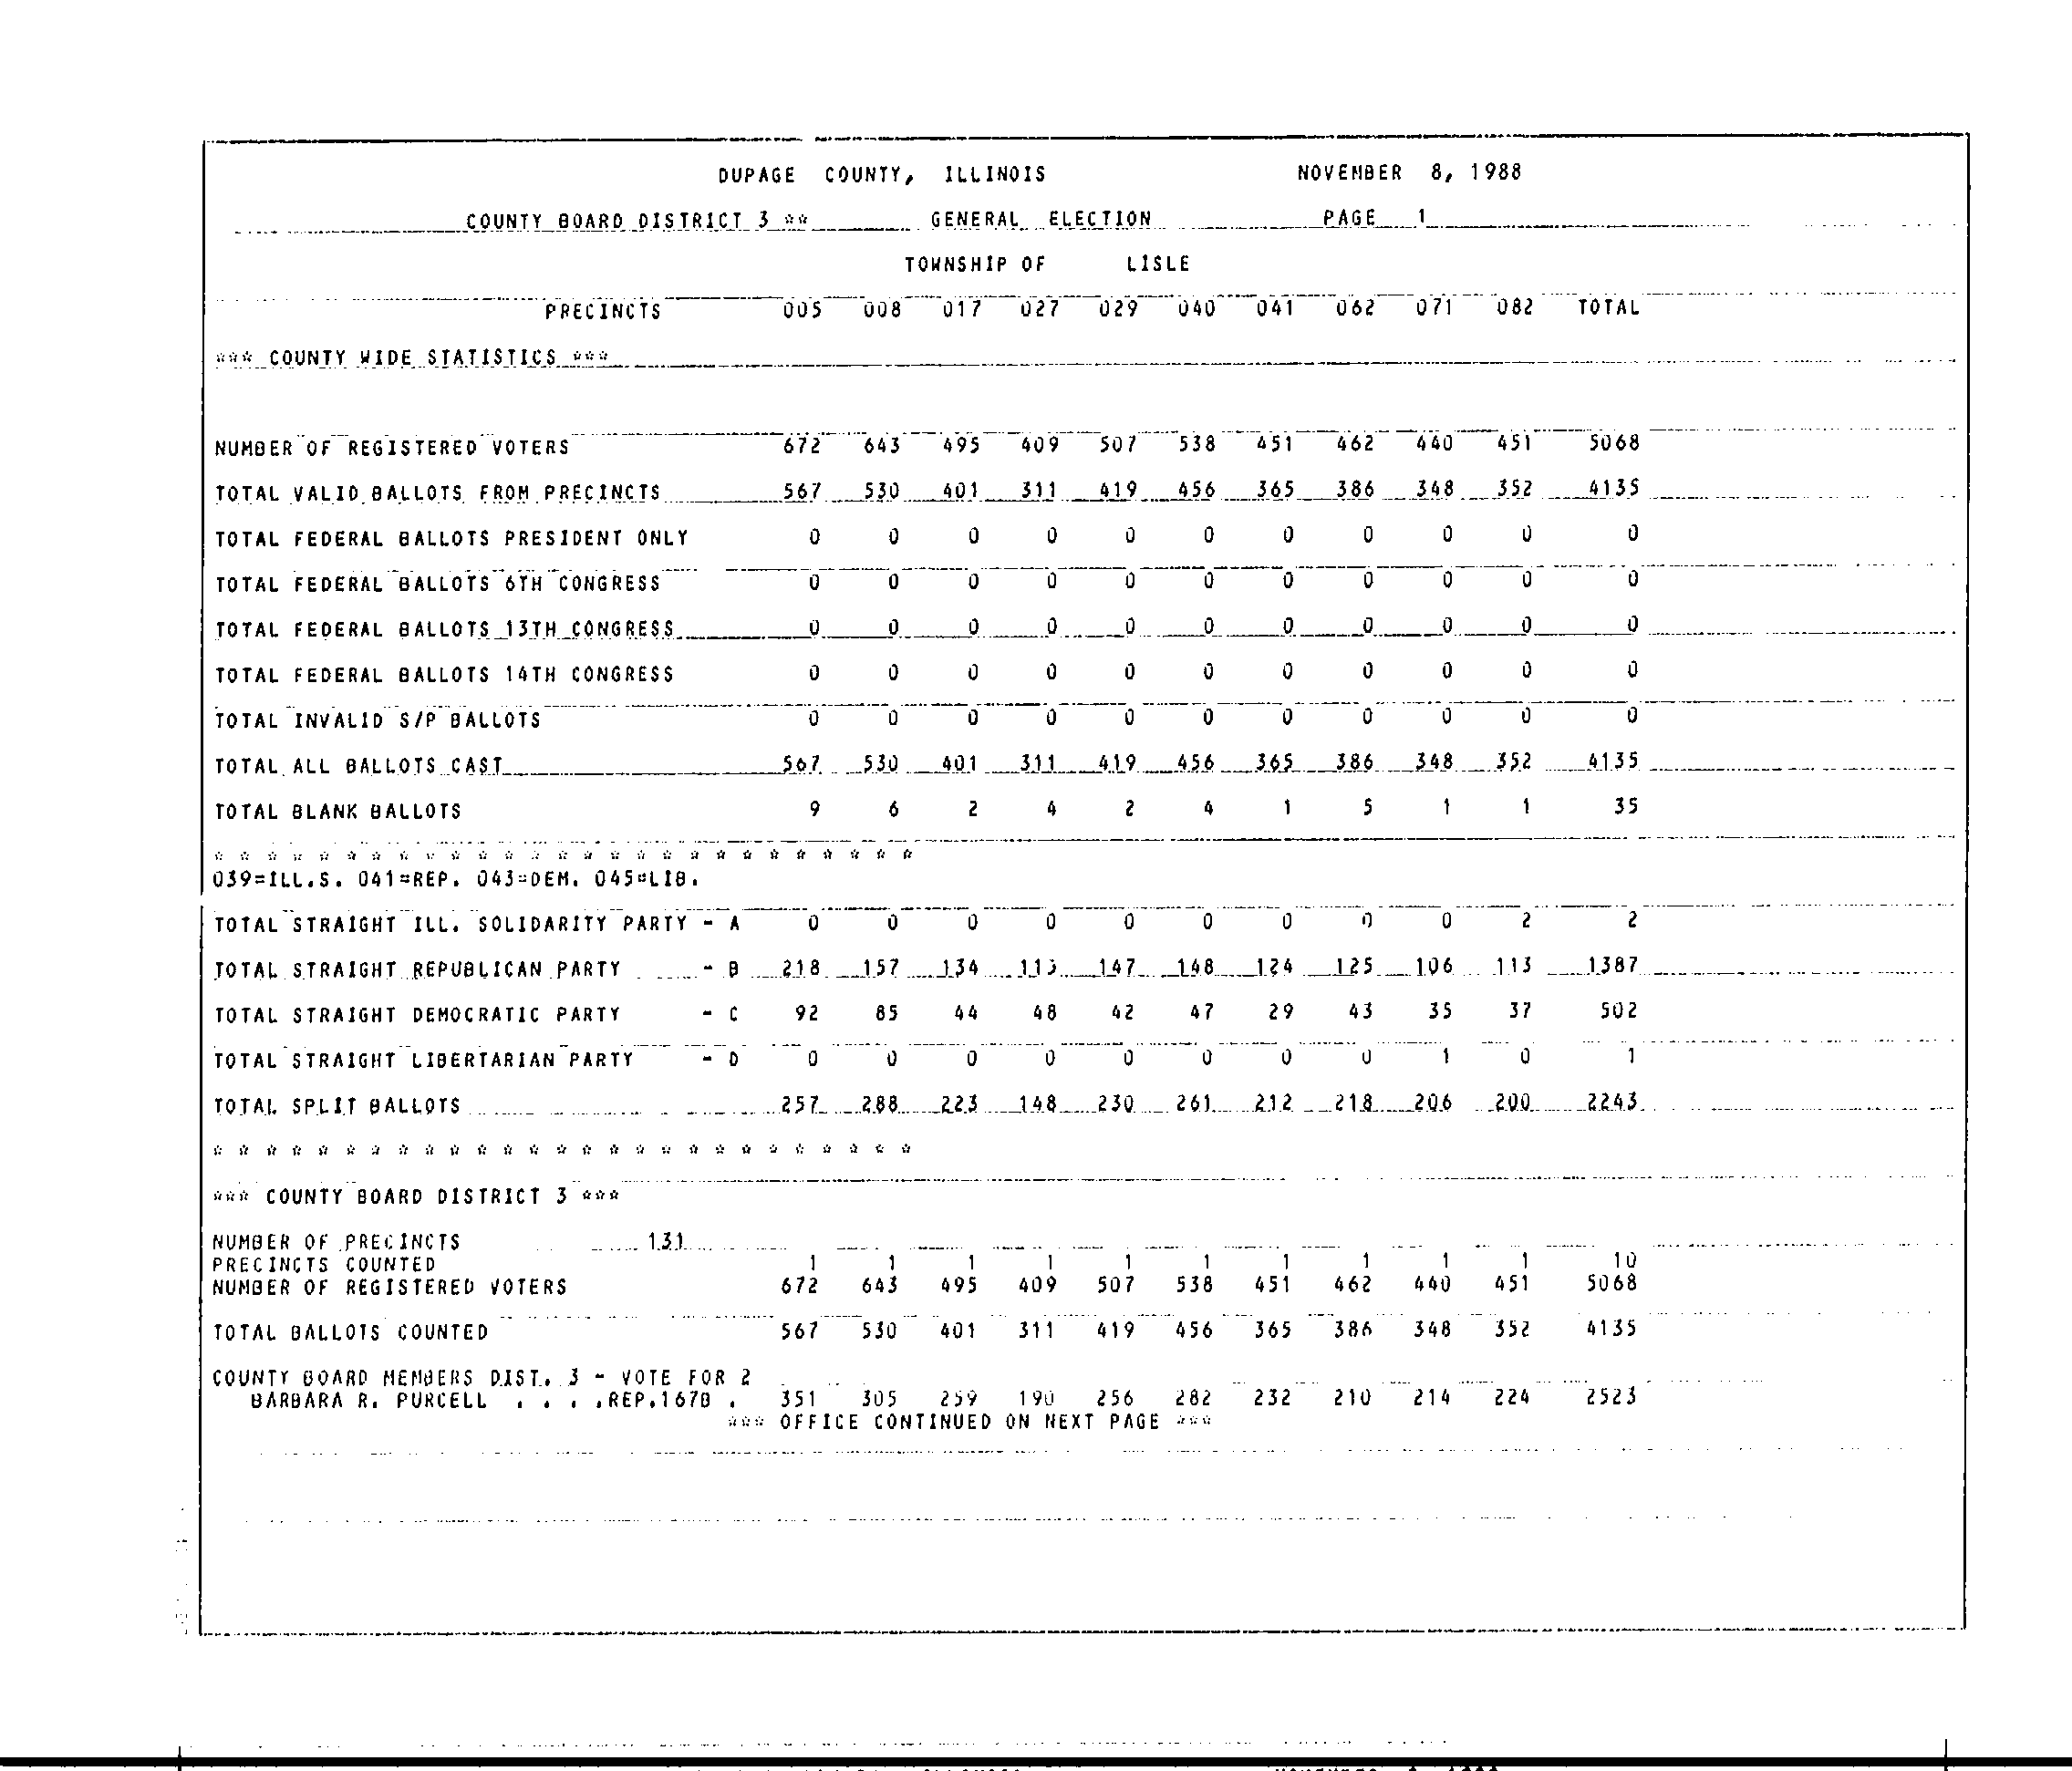 DUPAGE COUNTY, ILLINOIS NOVEMBER 8, 1988
COUNTY BOARD DISTRICT 3 ** GENERAL ELECTION PAGE 1
TOWNSHIP OF LISLE
PRECINCTS 005 008 017 027 029 040 041 062 071 082 TOTAL
*** COUNTY WIDE STATISTICS ***
NUMBER OF REGISTERED VOTERS 672 643 495 409 507 538 451 462 440 451 5068
TOTAL VALID BALLOTS FROM PRECINCTS 567 530 401 311 419 456 365 386 348 352 4135
TOTAL FEDERAL BALLOTS PRESIDENT ONLY 0 0 0 0 0 0 0 0 0 0 0
TOTAL FEDERAL BALLOTS 6TH CONGRESS 0 0 0 0 0 0 0 0 0 0 0
TOTAL FEDERAL BALLOTS 13TH CONGRESS 0 0 0 0 0 0 0 0 0 0 0
TOTAL FEDERAL BALLOTS 14TH CONGRESS 0 0 0 0 0 0 0 0 0 0 0
TOTAL INVALID S/P BALLOTS 0 0 0 0 0 0 0 0 0 0 0
TOTAL ALL BALLOTS CAST 567 530 401 311 419 456 365 386 348 352 4135
TOTAL BLANK BALLOTS 9 6 2 4 2 4 1 5 1 1 35
* * * * * * * * * * * * * * * * * * * * * * * * * * *
039=ILL.S. 041=REP. 043=DEM. 045=LIB.
TOTAL STRAIGHT ILL. SOLIDARITY PARTY - A 0 0 0 0 0 0 0 0 0 2 2
TOTAL STRAIGHT REPUBLICAN PARTY - B 218 157 134 115 147 148 124 125 106 113 1387
TOTAL STRAIGHT DEMOCRATIC PARTY - C 92 85 44 48 42 47 29 43 35 37 502
TOTAL STRAIGHT LIBERTARIAN PARTY - D 0 0 0 0 0 0 0 0 1 0 1
TOTAL SPLIT BALLOTS 257 288 223 148 230 261 212 218 206 200 2243
* * * * * * * * * * * * * * * * * * * * * * * * * * *
*** COUNTY BOARD DISTRICT 3 ***
NUMBER OF PRECINCTS 131
PRECINCTS COUNTED 1 1 1 1 1 1 1 1 1 1 10
NUMBER OF REGISTERED VOTERS 672 643 495 409 507 538 451 462 440 451 5068
TOTAL BALLOTS COUNTED 567 530 401 311 419 456 365 386 348 352 4135
COUNTY BOARD MEMBERS DIST. 3 - VOTE FOR 2
BARBARA R. PURCELL . . . .REP.167B . 351 305 259 190 256 282 232 210 214 224 2523
*** OFFICE CONTINUED ON NEXT PAGE ***